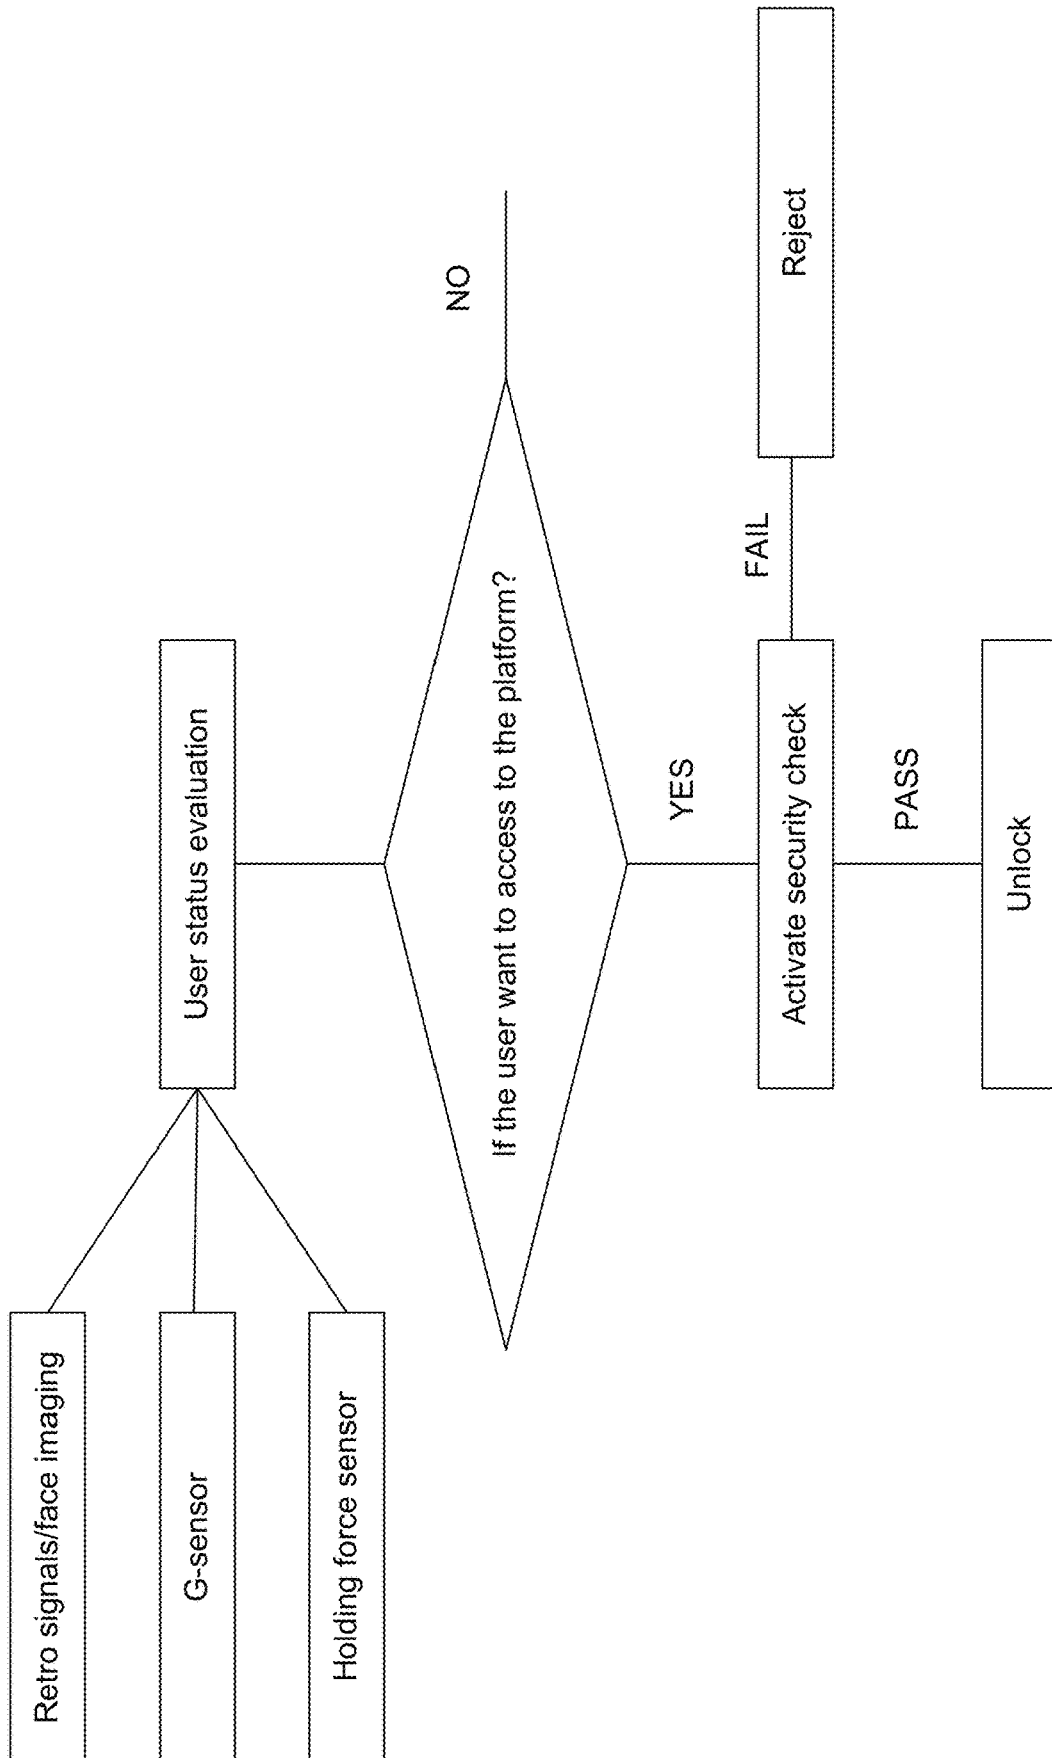 Retro signals/face imaging
G-sensor
Holding force sensor
User status evaluation
If the user want to access to the platform?
NO
YES
Activate security check
FAIL
Reject
PASS
Unlock